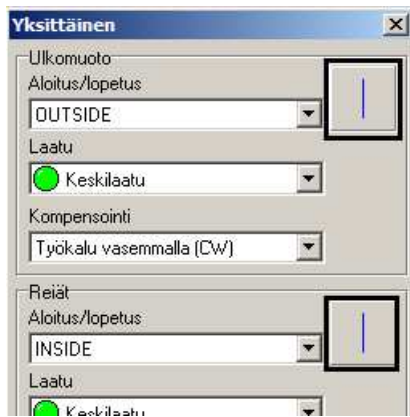 Yksittäinen
Ulkomuoto
Aloitus/lopetus
OUTSIDE
Laatu
Keskilaatu
Kompensointi
Työkalu vasemmalla (CW)
Reiät
Aloitus/lopetus
INSIDE
Laatu
Keskilaatu